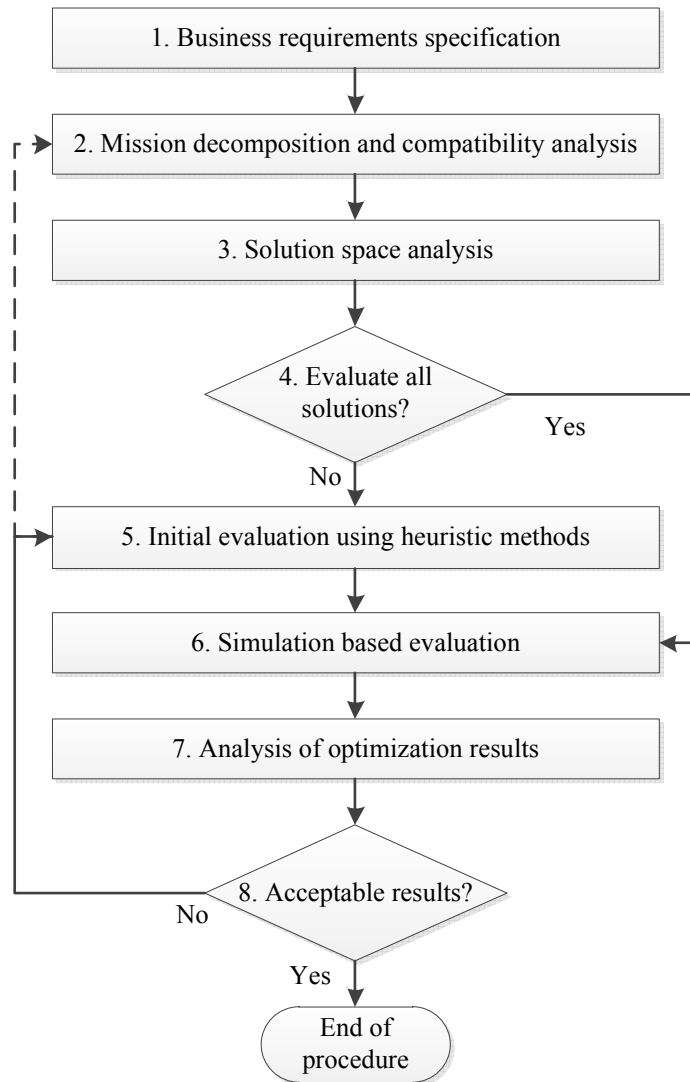 1. Business requirements specification
2. Mission decomposition and compatibility analysis
3. Solution space analysis
4. Evaluate all
solutions?
Yes
No
5. Initial evaluation using heuristic methods
6. Simulation based evaluation
7. Analysis of optimization results
8. Acceptable results?
No
Yes
End of
procedure